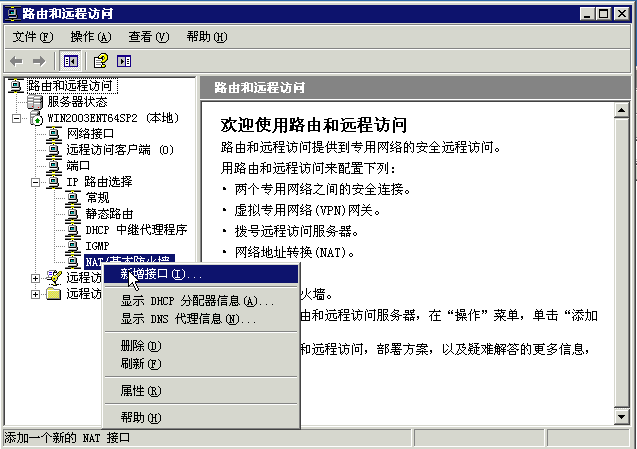 路由和远程访问
文件(F) 操作(A) 查看(V) 帮助(H)
路由和远程访问
服务器状态
WIN2003ENT64SP2 (本地)
网络接口
远程访问客户端 (0)
端口
IP 路由选择
常规
静态路由
DHCP 中继代理程序
IGMP
NAT/基本防火墙
远程访
远程访
路由和远程访问
欢迎使用路由和远程访问
路由和远程访问提供到专用网络的安全远程访问。
用路由和远程访问来配置下列:
• 两个专用网络之间的安全连接。
• 虚拟专用网络(VPN)网关。
• 拨号远程访问服务器。
• 网络地址转换(NAT)。
火墙。
由和远程访问服务器，在“操作”菜单，单击“添加
和远程访问，部署方案，以及疑难解答的更多信息，
新增接口(I)...
显示 DHCP 分配器信息(A)...
显示 DNS 代理信息(N)...
删除(D)
刷新(F)
属性(R)
帮助(H)
添加一个新的 NAT 接口